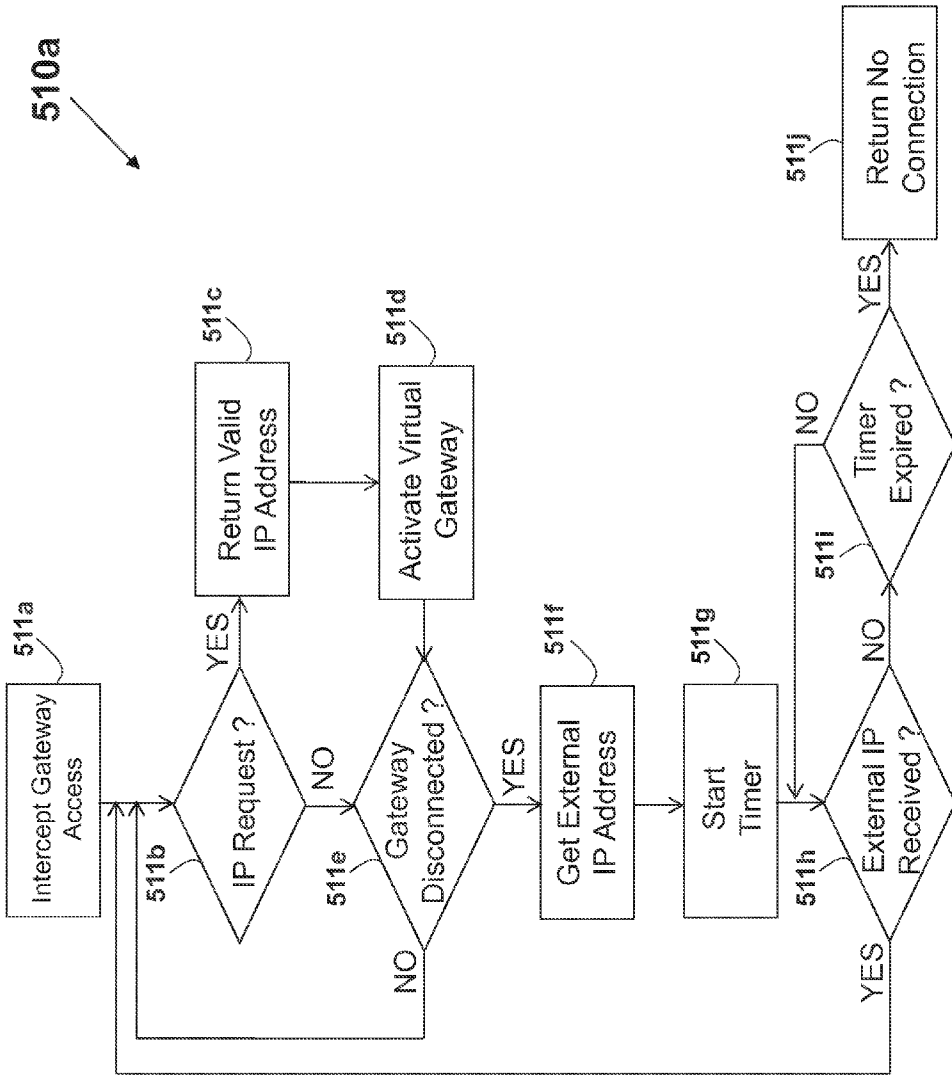 510a
511a
Intercept Gateway
Access
511b
IP Request ?
YES
NO
511c
Return Valid
IP Address
511d
Activate Virtual
Gateway
511e
Gateway
Disconnected ?
NO
YES
511f
Get External
IP Address
511g
Start
Timer
511h
External IP
Received ?
YES
NO
511i
Timer
Expired ?
NO
YES
511j
Return No
Connection